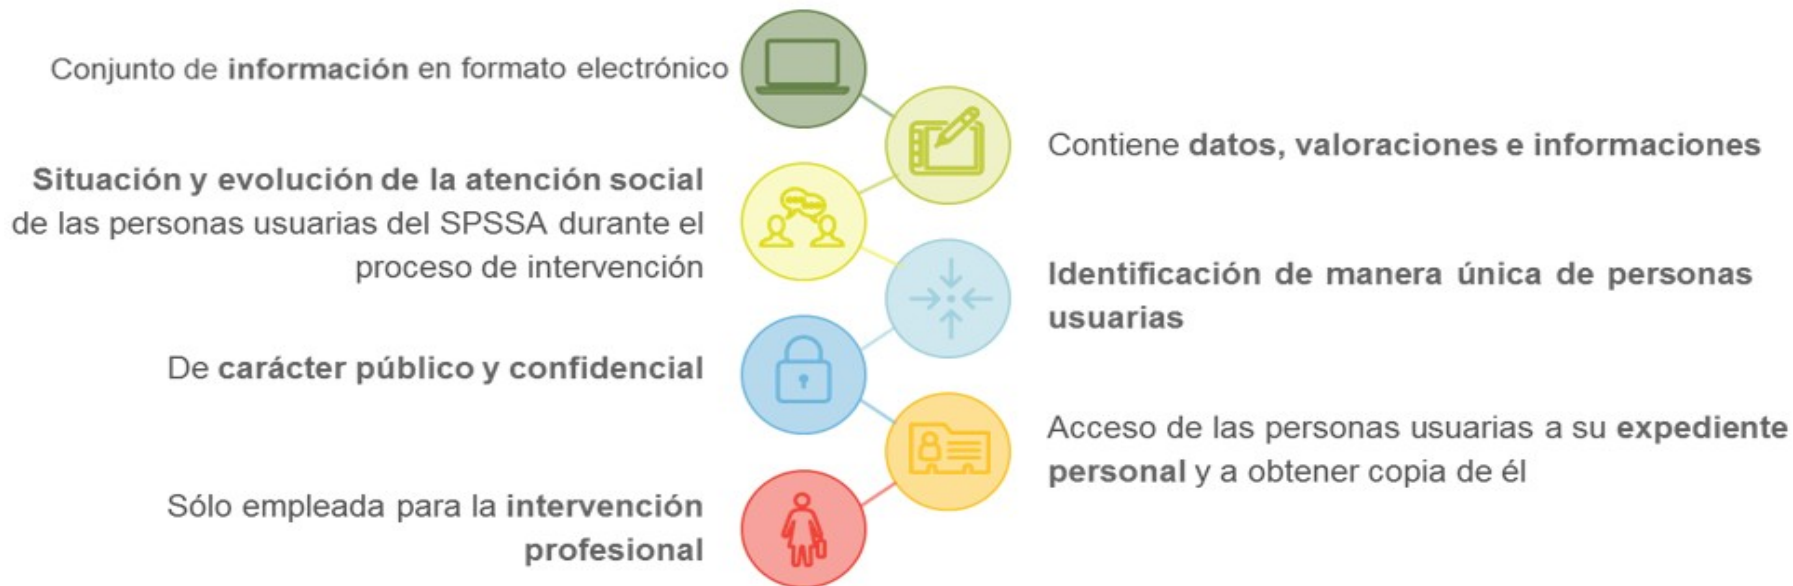 Conjunto de información en formato electrónico
Contiene datos, valoraciones e informaciones
Situación y evolución de la atención social
de las personas usuarias del SPSSA durante el
proceso de intervención
Identificación de manera única de personas
usuarias
De carácter público y confidencial
Acceso de las personas usuarias a su expediente
personal y a obtener copia de él
Sólo empleada para la intervención
profesional